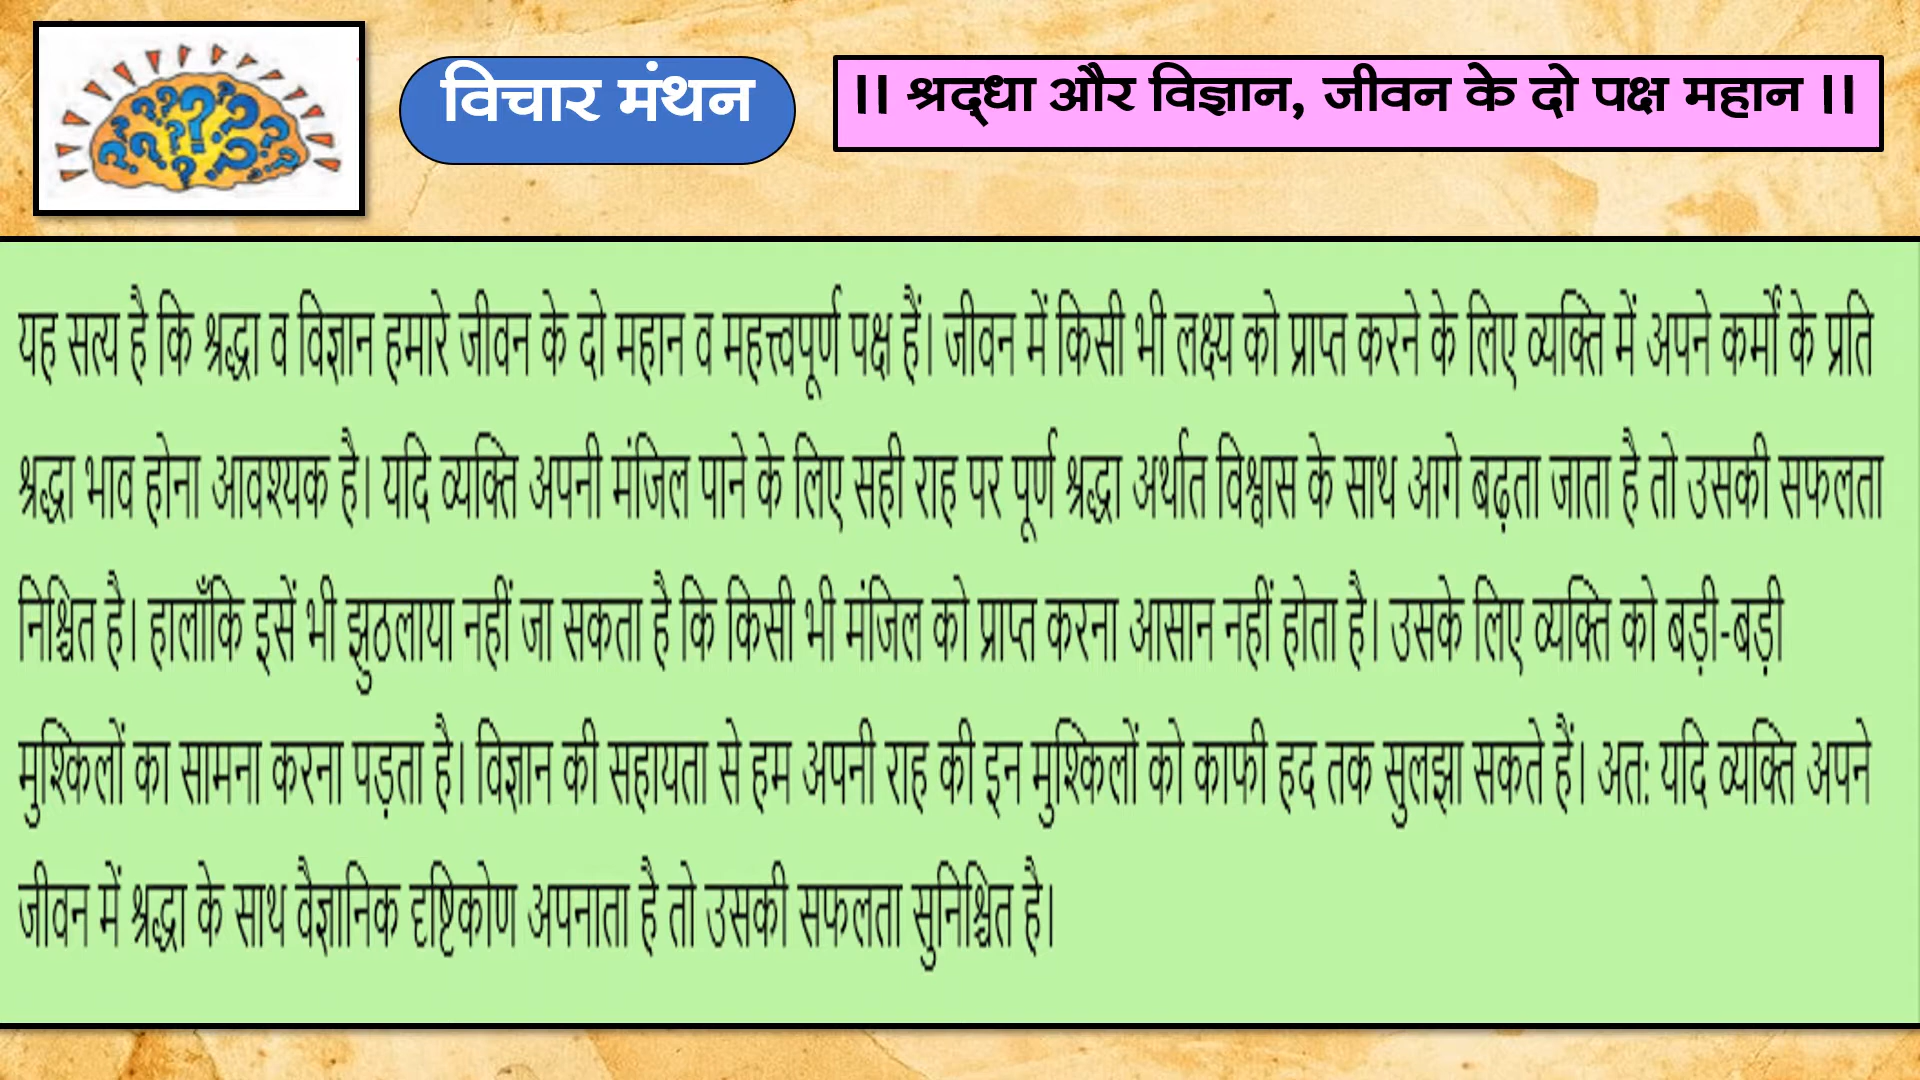 विचार मंथन
।। श्रद्‌धा और विज्ञान, जीवन के दो पक्ष महान ।।
यह सत्य है कि श्रद्धा व विज्ञान हमारे जीवन के दो महान व महत्त्वपूर्ण पक्ष हैं। जीवन में किसी भी लक्ष्य को प्राप्त करने के लिए व्यक्ति में अपने कर्मों के प्रति
श्रद्धा भाव होना आवश्यक है। यदि व्यक्ति अपनी मंजिल पाने के लिए सही राह पर पूर्ण श्रद्धा अर्थात विश्वास के साथ आगे बढ़ता जाता है तो उसकी सफलता
निश्चित है। हालाँकि इसें भी झुठलाया नहीं जा सकता है कि किसी भी मंजिल को प्राप्त करना आसान नहीं होता है। उसके लिए व्यक्ति को बड़ी-बड़ी
मुश्किलों का सामना करना पड़ता है। विज्ञान की सहायता से हम अपनी राह की इन मुश्किलों को काफी हद तक सुलझा सकते हैं। अत: यदि व्यक्ति अपने
जीवन में श्रद्धा के साथ वैज्ञानिक दृष्टिकोण अपनाता है तो उसकी सफलता सुनिश्चित है।